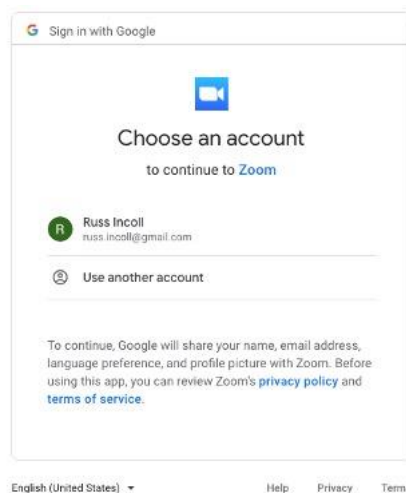 Sign in with Google
Choose an account
to continue to Zoom
R
Russ Incoll
russ.incoll@gmail.com
Use another account
To continue, Google will share your name, email address,
language preference, and profile picture with Zoom. Before
using this app, you can review Zoom's privacy policy and
terms of service.
English (United States) Help Privacy Term